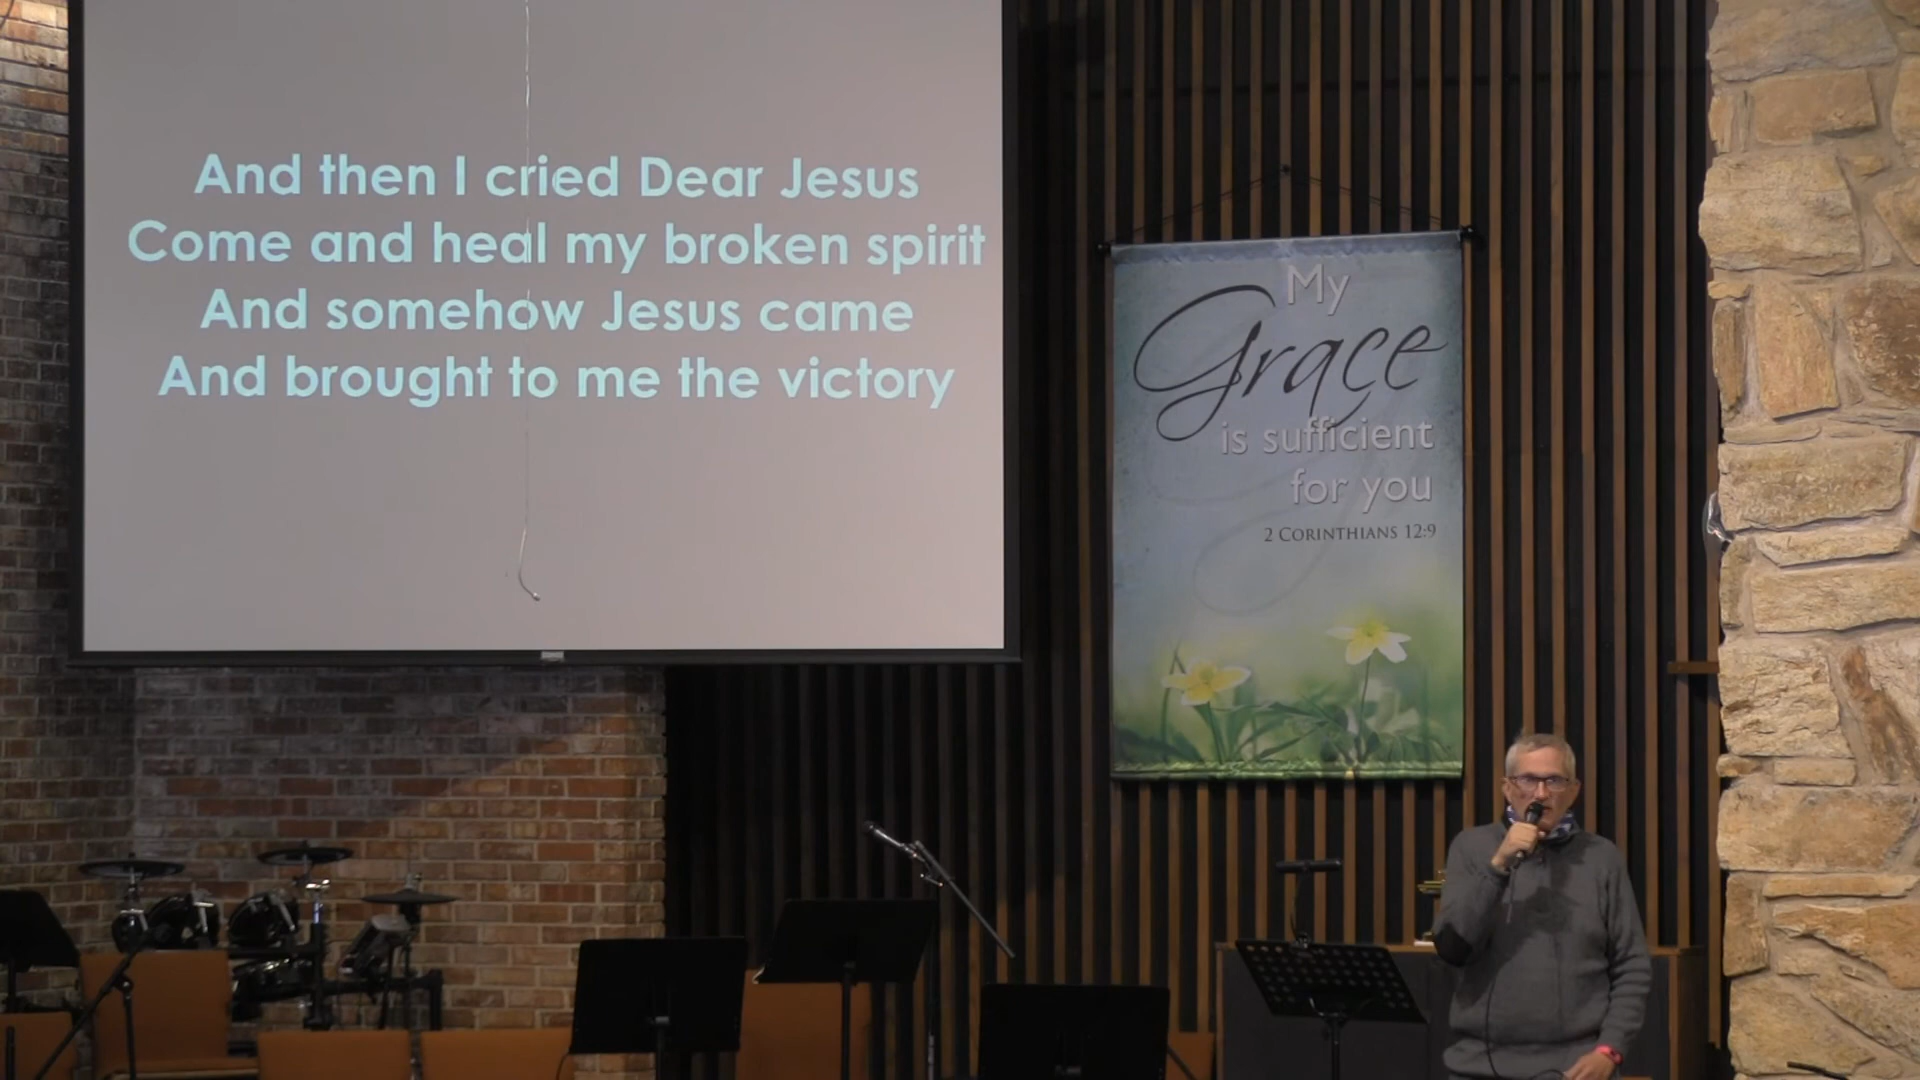 And then I cried Dear Jesus
Come and heal my broken spirit
And somehow Jesus came
And brought to me the victory
My
Grace
is sufficient
for you
2 CORINTHIANS 12:9